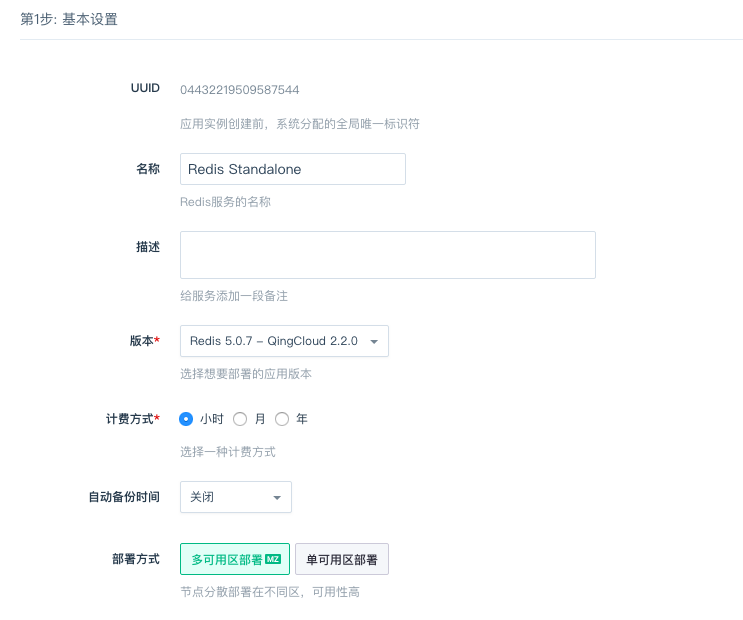 第1步: 基本设置
UUID 04432219509587544
应用实例创建前，系统分配的全局唯一标识符
名称 Redis Standalone
Redis服务的名称
描述
给服务添加一段备注
版本* Redis 5.0.7 – QingCloud 2.2.0
选择想要部署的应用版本
计费方式* 小时 月 年
选择一种计费方式
自动备份时间 关闭
部署方式 多可用区部署 MZ 单可用区部署
节点分散部署在不同区，可用性高